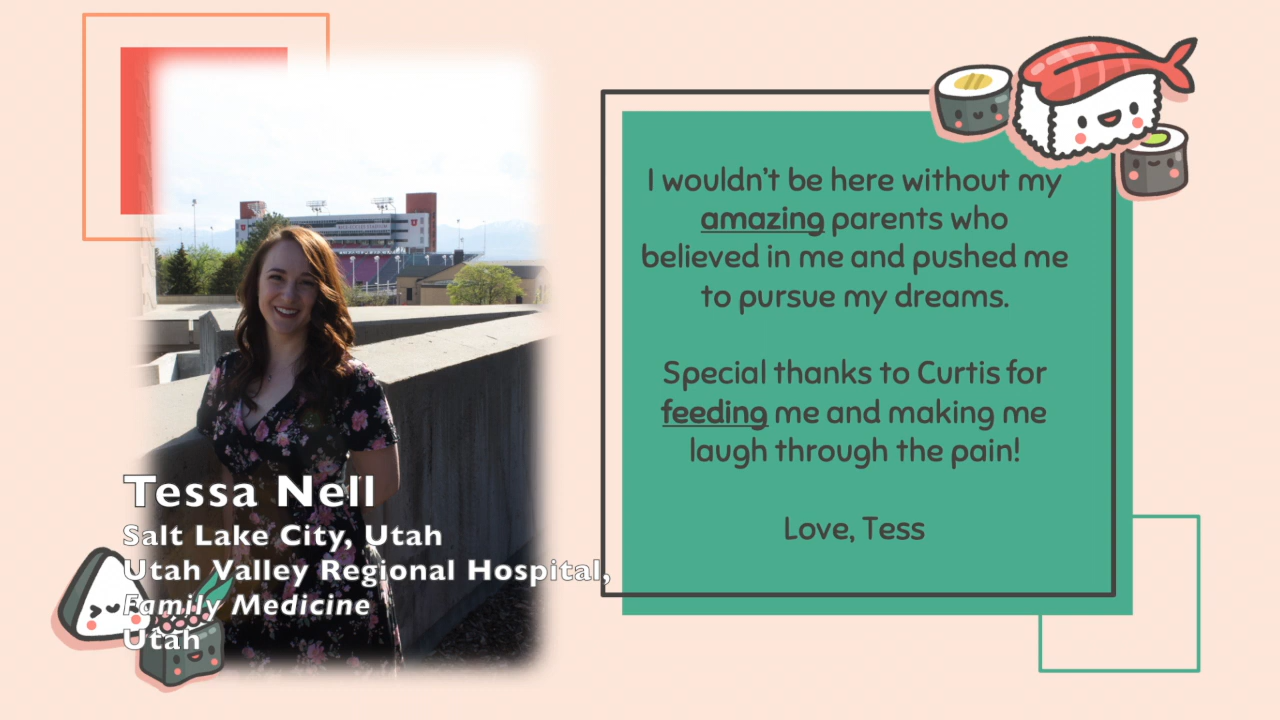 Tessa Nell
Salt Lake City, Utah
Utah Valley Regional Hospital,
Family Medicine
Utah
I wouldn't be here without my
amazing parents who
believed in me and pushed me
to pursue my dreams.
Special thanks to Curtis for
feeding me and making me
laugh through the pain!
Love, Tess